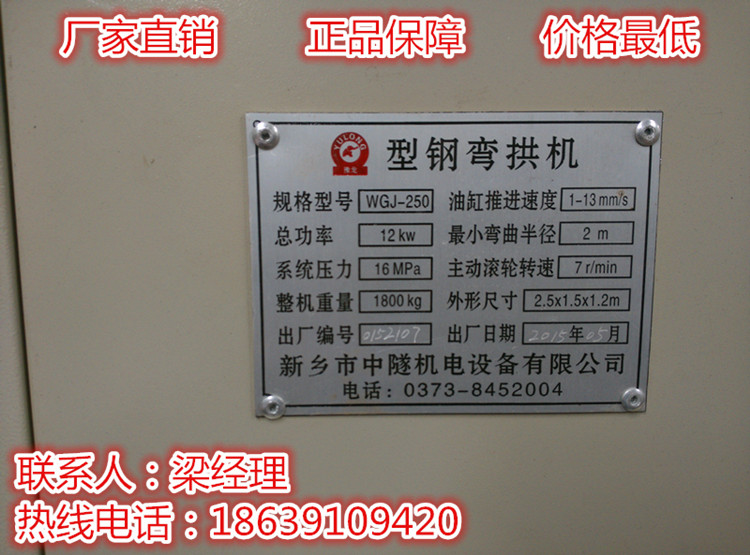 厂家直销 正品保障 价格最低
YULONG
型钢弯拱机
规格型号 WGJ-250 油缸推进速度 1-13mm/s
总功率 12kw 最小弯曲半径 2 m
系统压力 16MPa 主动滚轮转速 7r/min
整机重量 1800kg 外形尺寸 2.5x1.5x1.2m
出厂编号 0152107 出厂日期 2015年05月
新乡市中隧机电设备有限公司
电话：0373-8452004
联系人：梁经理
热线电话：18639109420